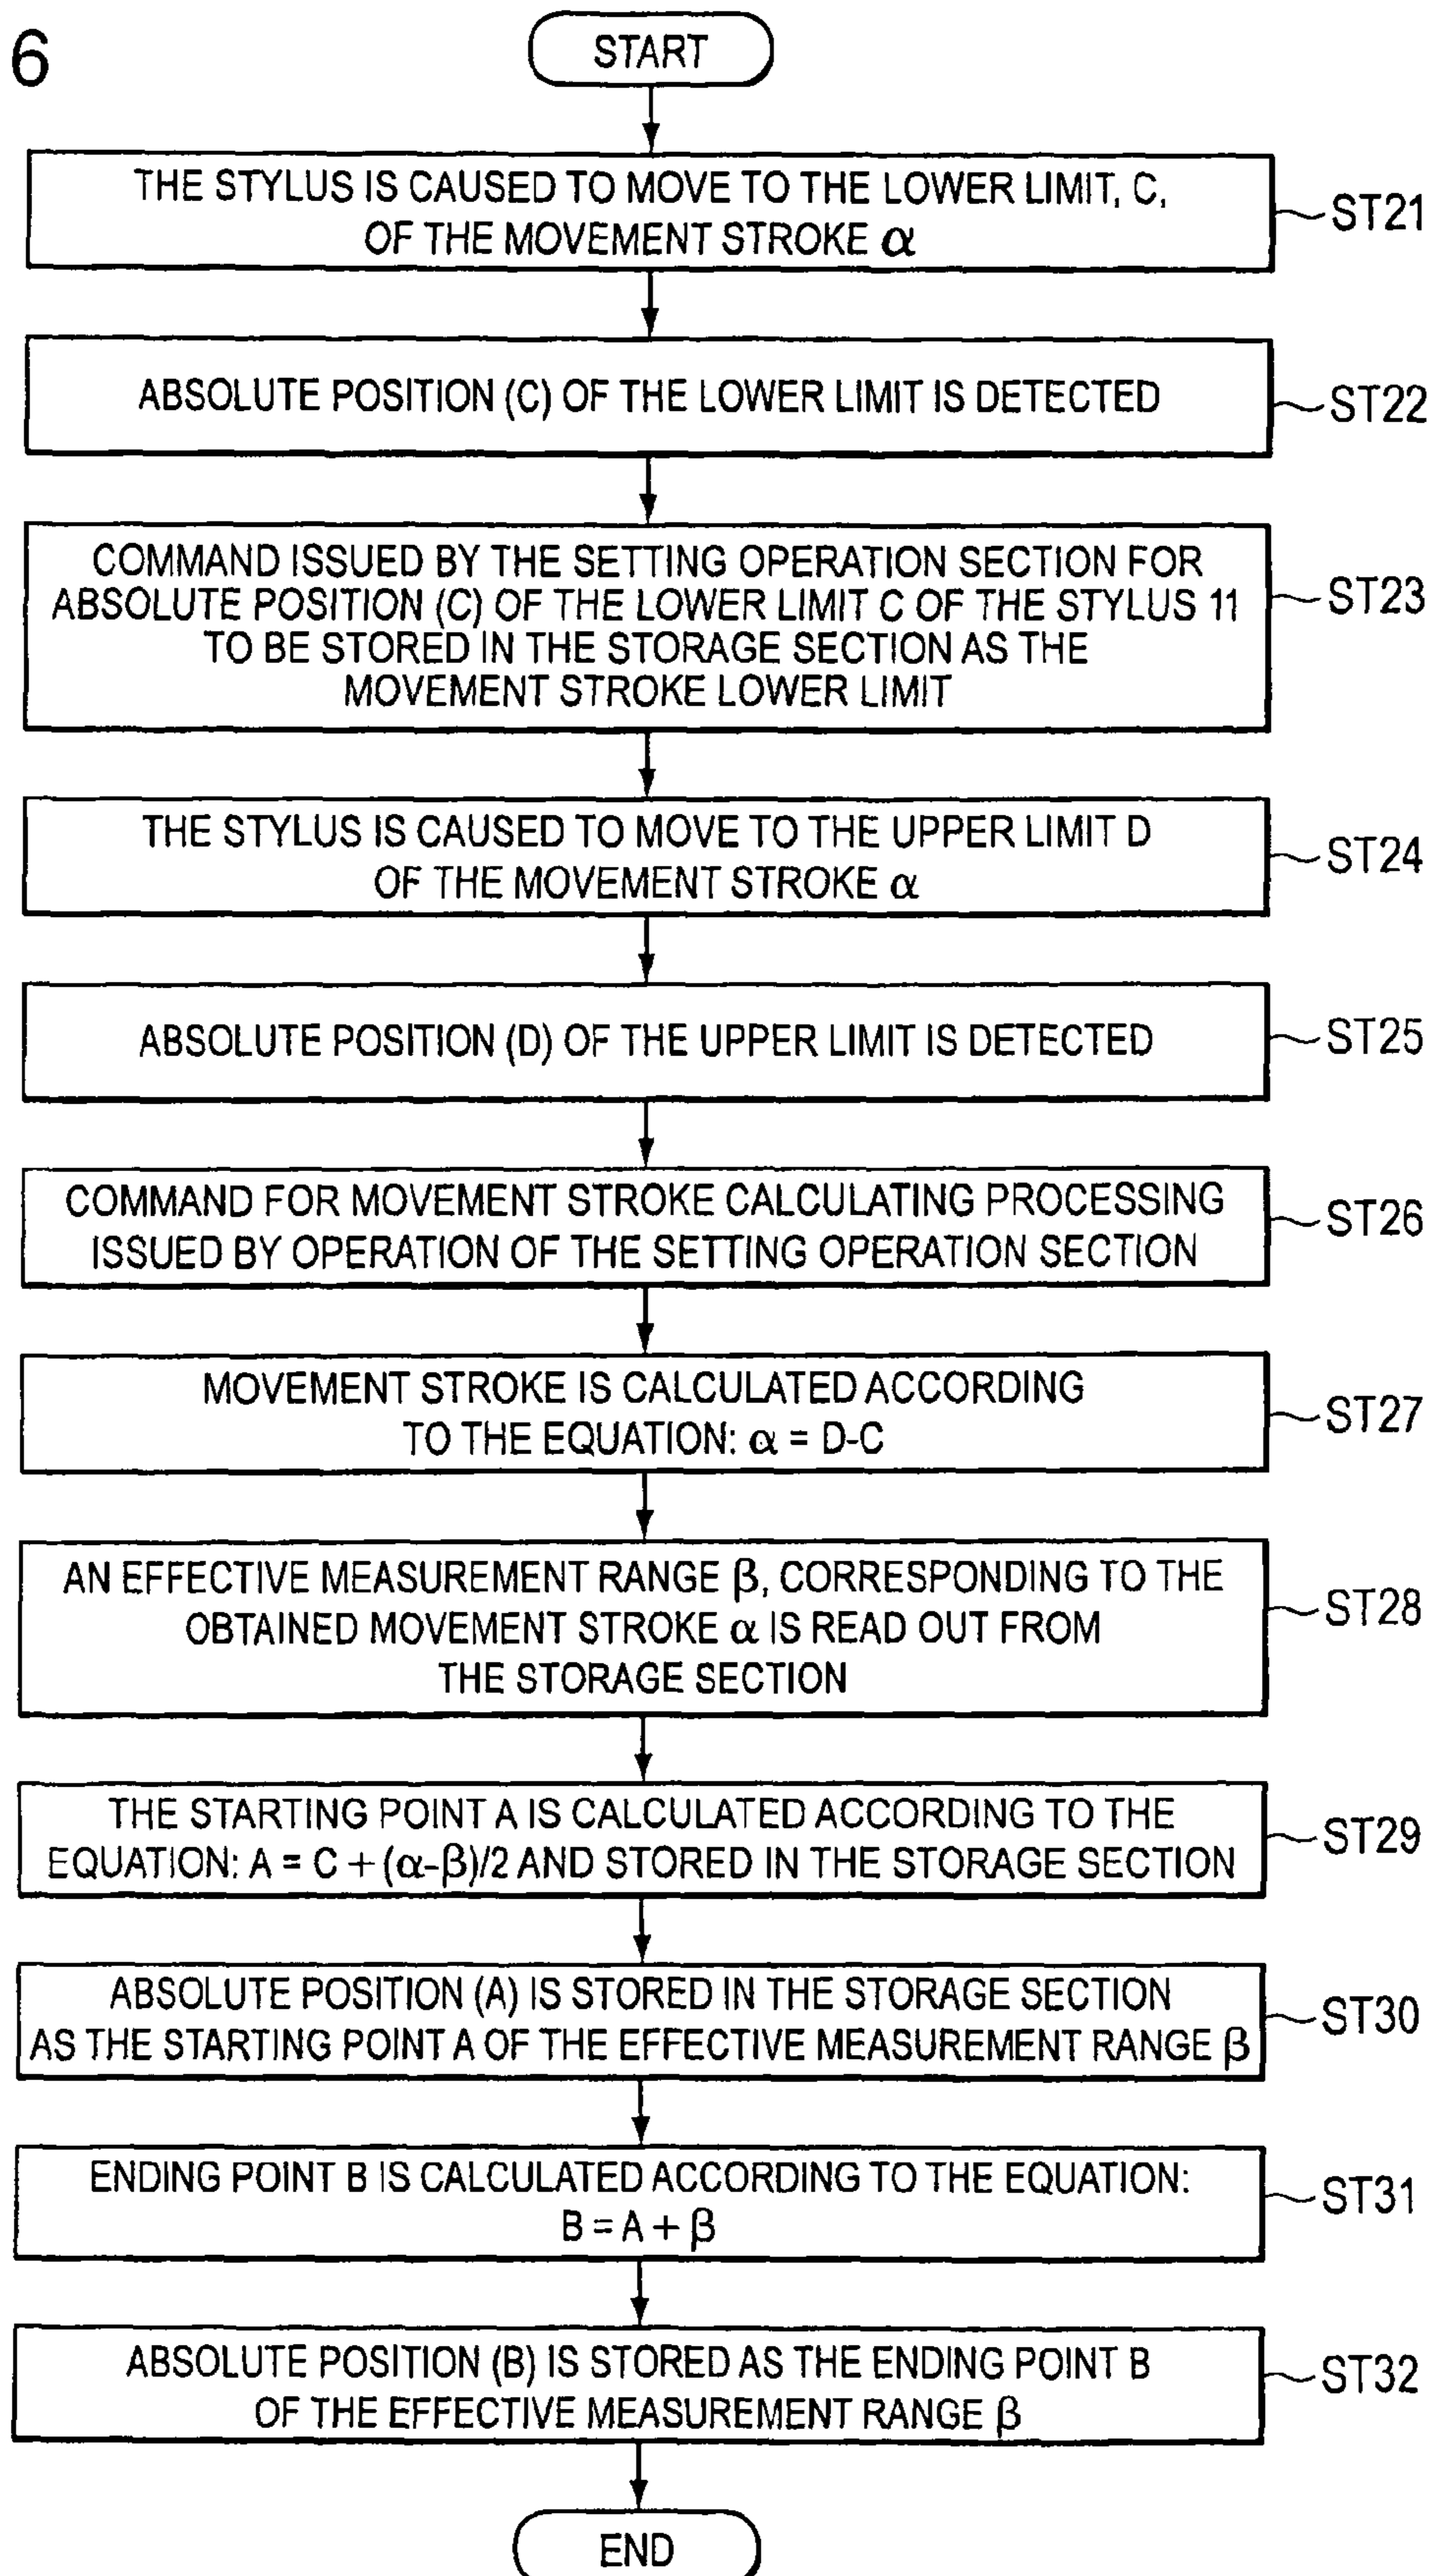 6
START
THE STYLUS IS CAUSED TO MOVE TO THE LOWER LIMIT, C,
OF THE MOVEMENT STROKE α
ST21
ABSOLUTE POSITION (C) OF THE LOWER LIMIT IS DETECTED
ST22
COMMAND ISSUED BY THE SETTING OPERATION SECTION FOR
ABSOLUTE POSITION (C) OF THE LOWER LIMIT C OF THE STYLUS 11
TO BE STORED IN THE STORAGE SECTION AS THE
MOVEMENT STROKE LOWER LIMIT
ST23
THE STYLUS IS CAUSED TO MOVE TO THE UPPER LIMIT D
OF THE MOVEMENT STROKE α
ST24
ABSOLUTE POSITION (D) OF THE UPPER LIMIT IS DETECTED
ST25
COMMAND FOR MOVEMENT STROKE CALCULATING PROCESSING
ISSUED BY OPERATION OF THE SETTING OPERATION SECTION
ST26
MOVEMENT STROKE IS CALCULATED ACCORDING
TO THE EQUATION: α = D-C
ST27
AN EFFECTIVE MEASUREMENT RANGE β, CORRESPONDING TO THE
OBTAINED MOVEMENT STROKE α IS READ OUT FROM
THE STORAGE SECTION
ST28
THE STARTING POINT A IS CALCULATED ACCORDING TO THE
EQUATION: A = C + (α-β)/2 AND STORED IN THE STORAGE SECTION
ST29
ABSOLUTE POSITION (A) IS STORED IN THE STORAGE SECTION
AS THE STARTING POINT A OF THE EFFECTIVE MEASUREMENT RANGE β
ST30
ENDING POINT B IS CALCULATED ACCORDING TO THE EQUATION:
B = A + β
ST31
ABSOLUTE POSITION (B) IS STORED AS THE ENDING POINT B
OF THE EFFECTIVE MEASUREMENT RANGE β
ST32
END